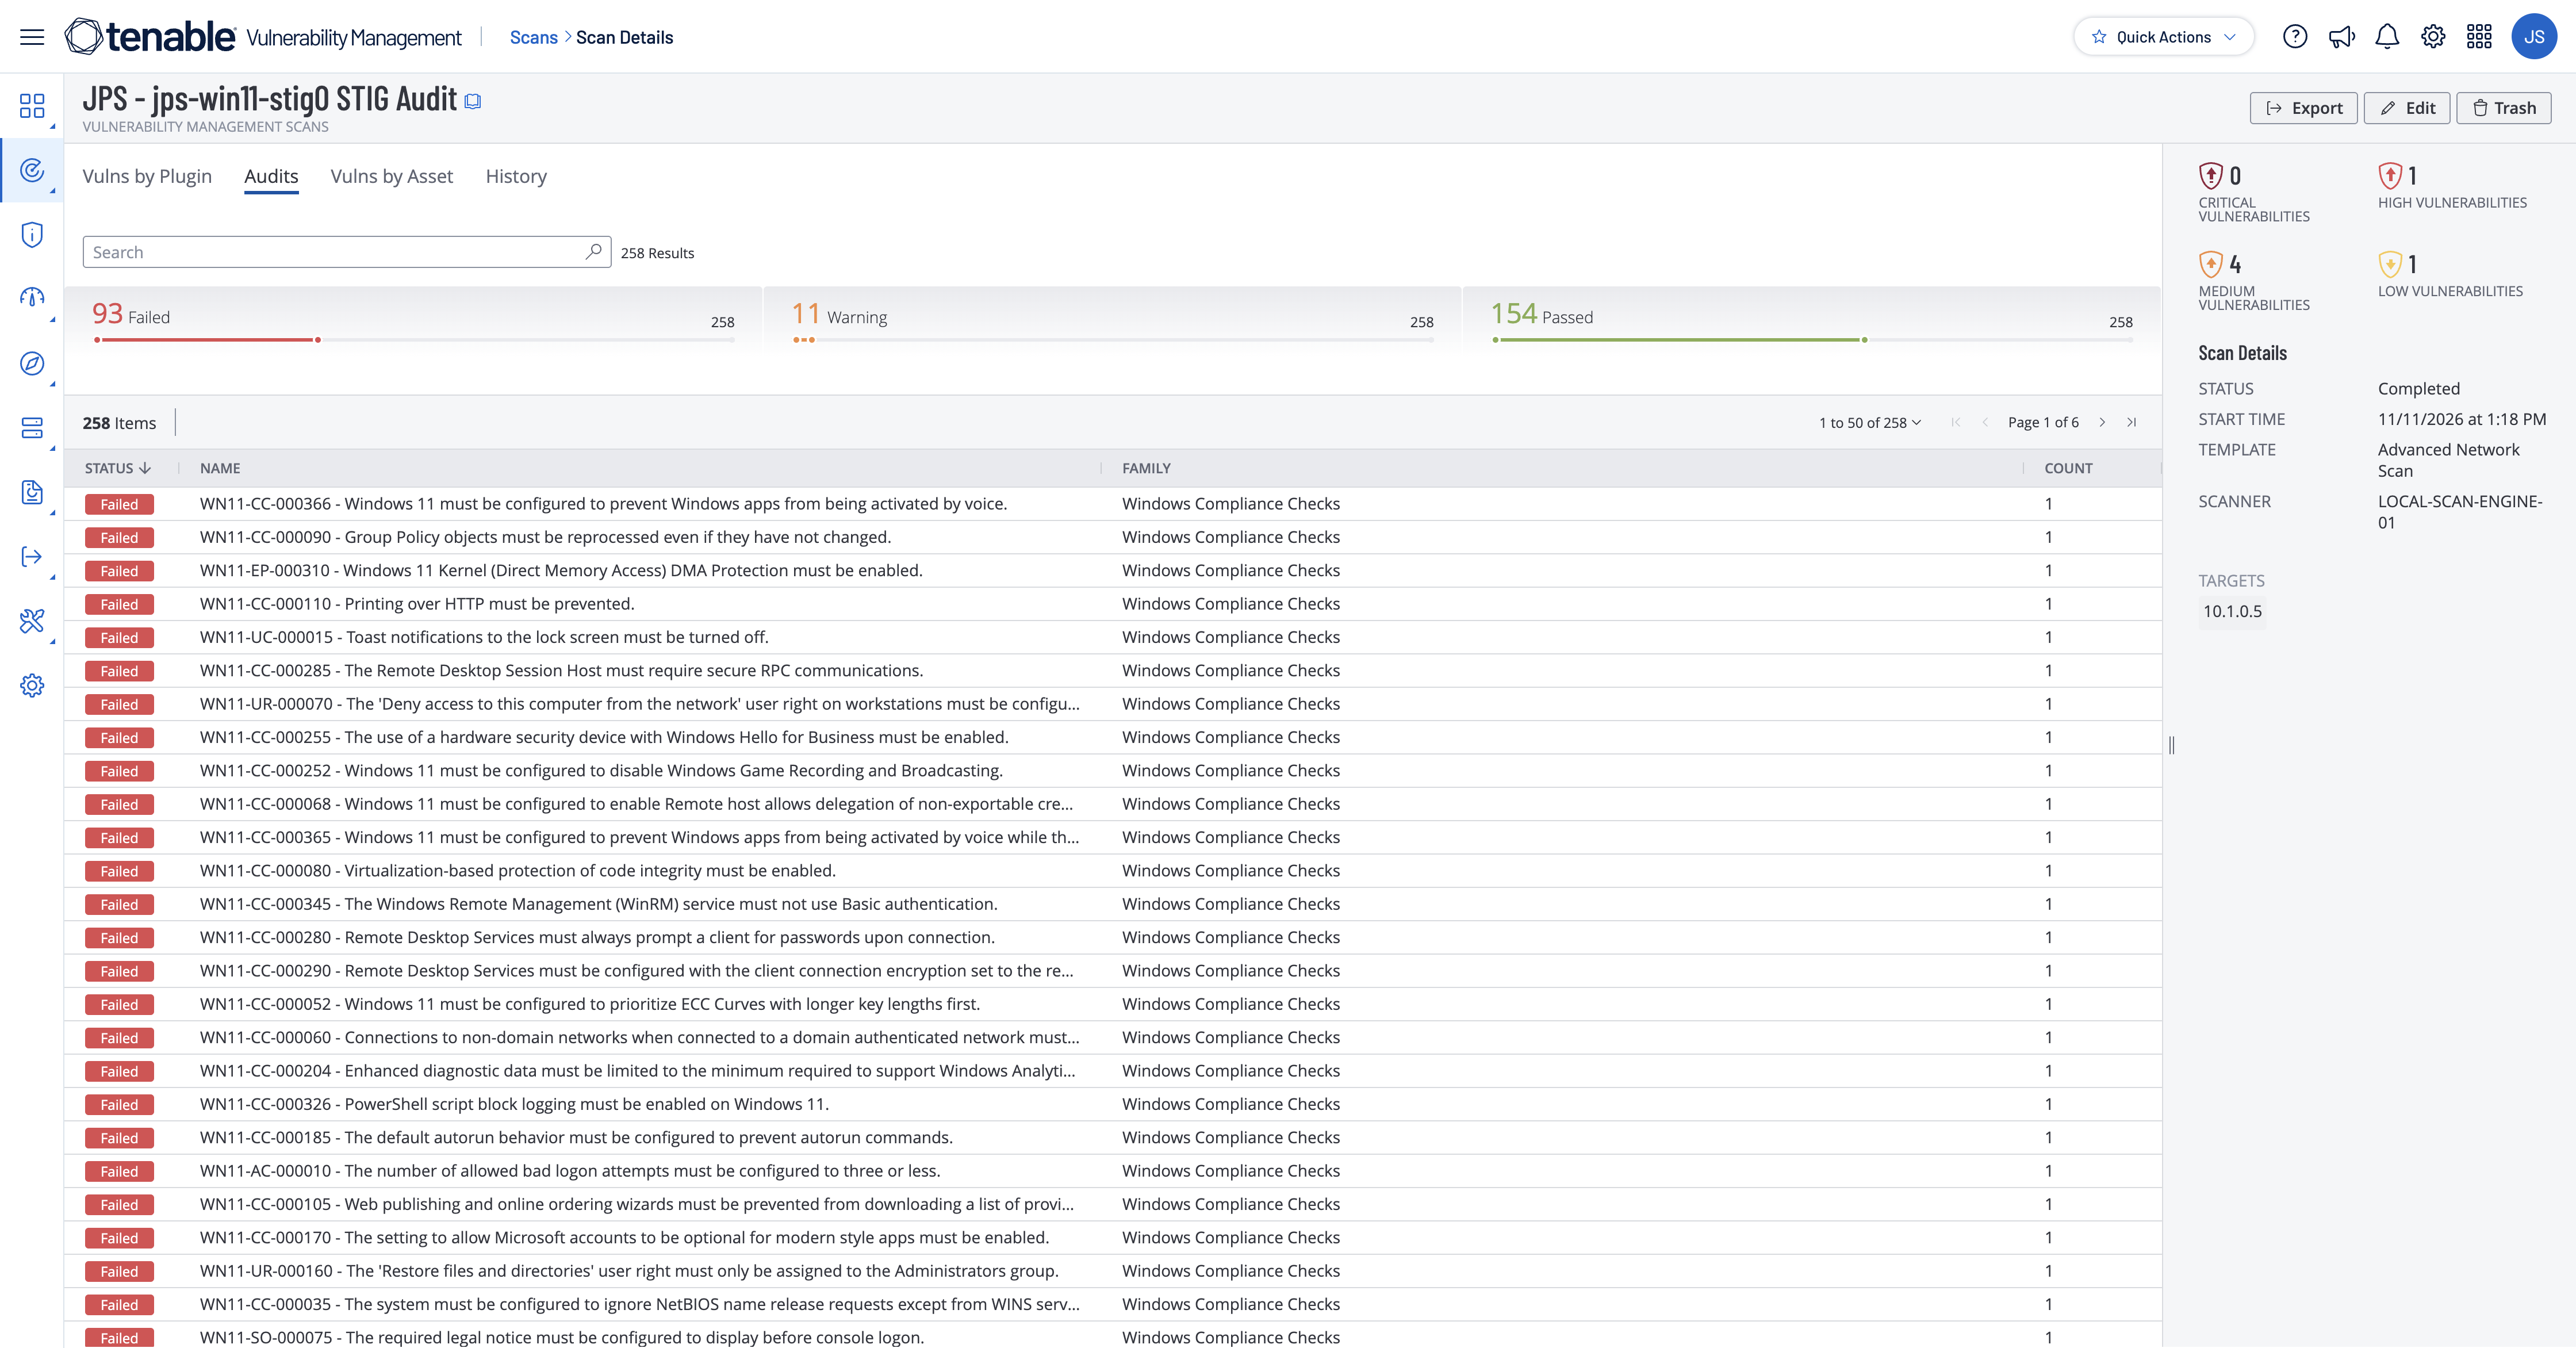 tenable Vulnerability Management Scans > Scan Details Quick Actions JS
JPS - jps-win11-stig0 STIG Audit
VULNERABILITY MANAGEMENT SCANS
Export Edit Trash
Vulns by Plugin Audits Vulns by Asset History
Search 258 Results
93 Failed 258
11 Warning 258
154 Passed 258
258 Items 1 to 50 of 258 Page 1 of 6
STATUS NAME FAMILY COUNT
Failed WN11-CC-000366 - Windows 11 must be configured to prevent Windows apps from being activated by voice. Windows Compliance Checks 1
Failed WN11-CC-000090 - Group Policy objects must be reprocessed even if they have not changed. Windows Compliance Checks 1
Failed WN11-EP-000310 - Windows 11 Kernel (Direct Memory Access) DMA Protection must be enabled. Windows Compliance Checks 1
Failed WN11-CC-000110 - Printing over HTTP must be prevented. Windows Compliance Checks 1
Failed WN11-UC-000015 - Toast notifications to the lock screen must be turned off. Windows Compliance Checks 1
Failed WN11-CC-000285 - The Remote Desktop Session Host must require secure RPC communications. Windows Compliance Checks 1
Failed WN11-UR-000070 - The 'Deny access to this computer from the network' user right on workstations must be configu... Windows Compliance Checks 1
Failed WN11-CC-000255 - The use of a hardware security device with Windows Hello for Business must be enabled. Windows Compliance Checks 1
Failed WN11-CC-000252 - Windows 11 must be configured to disable Windows Game Recording and Broadcasting. Windows Compliance Checks 1
Failed WN11-CC-000068 - Windows 11 must be configured to enable Remote host allows delegation of non-exportable cre... Windows Compliance Checks 1
Failed WN11-CC-000365 - Windows 11 must be configured to prevent Windows apps from being activated by voice while th... Windows Compliance Checks 1
Failed WN11-CC-000080 - Virtualization-based protection of code integrity must be enabled. Windows Compliance Checks 1
Failed WN11-CC-000345 - The Windows Remote Management (WinRM) service must not use Basic authentication. Windows Compliance Checks 1
Failed WN11-CC-000280 - Remote Desktop Services must always prompt a client for passwords upon connection. Windows Compliance Checks 1
Failed WN11-CC-000290 - Remote Desktop Services must be configured with the client connection encryption set to the re... Windows Compliance Checks 1
Failed WN11-CC-000052 - Windows 11 must be configured to prioritize ECC Curves with longer key lengths first. Windows Compliance Checks 1
Failed WN11-CC-000060 - Connections to non-domain networks when connected to a domain authenticated network must... Windows Compliance Checks 1
Failed WN11-CC-000204 - Enhanced diagnostic data must be limited to the minimum required to support Windows Analyti... Windows Compliance Checks 1
Failed WN11-CC-000326 - PowerShell script block logging must be enabled on Windows 11. Windows Compliance Checks 1
Failed WN11-CC-000185 - The default autorun behavior must be configured to prevent autorun commands. Windows Compliance Checks 1
Failed WN11-AC-000010 - The number of allowed bad logon attempts must be configured to three or less. Windows Compliance Checks 1
Failed WN11-CC-000105 - Web publishing and online ordering wizards must be prevented from downloading a list of provi... Windows Compliance Checks 1
Failed WN11-CC-000170 - The setting to allow Microsoft accounts to be optional for modern style apps must be enabled. Windows Compliance Checks 1
Failed WN11-UR-000160 - The 'Restore files and directories' user right must only be assigned to the Administrators group. Windows Compliance Checks 1
Failed WN11-CC-000035 - The system must be configured to ignore NetBIOS name release requests except from WINS serv... Windows Compliance Checks 1
Failed WN11-SO-000075 - The required legal notice must be configured to display before console logon. Windows Compliance Checks 1
0
CRITICAL
VULNERABILITIES
1
HIGH VULNERABILITIES
4
MEDIUM
VULNERABILITIES
1
LOW VULNERABILITIES
Scan Details
STATUS Completed
START TIME 11/11/2026 at 1:18 PM
TEMPLATE Advanced Network
Scan
SCANNER LOCAL-SCAN-ENGINE-
01
TARGETS
10.1.0.5